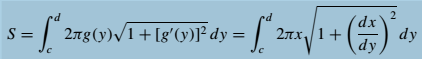 S = ∫_c^d 2πg(y)√(1 + [g′(y)]²) dy = ∫_c^d 2πx√(1 + (dx/dy)²) dy